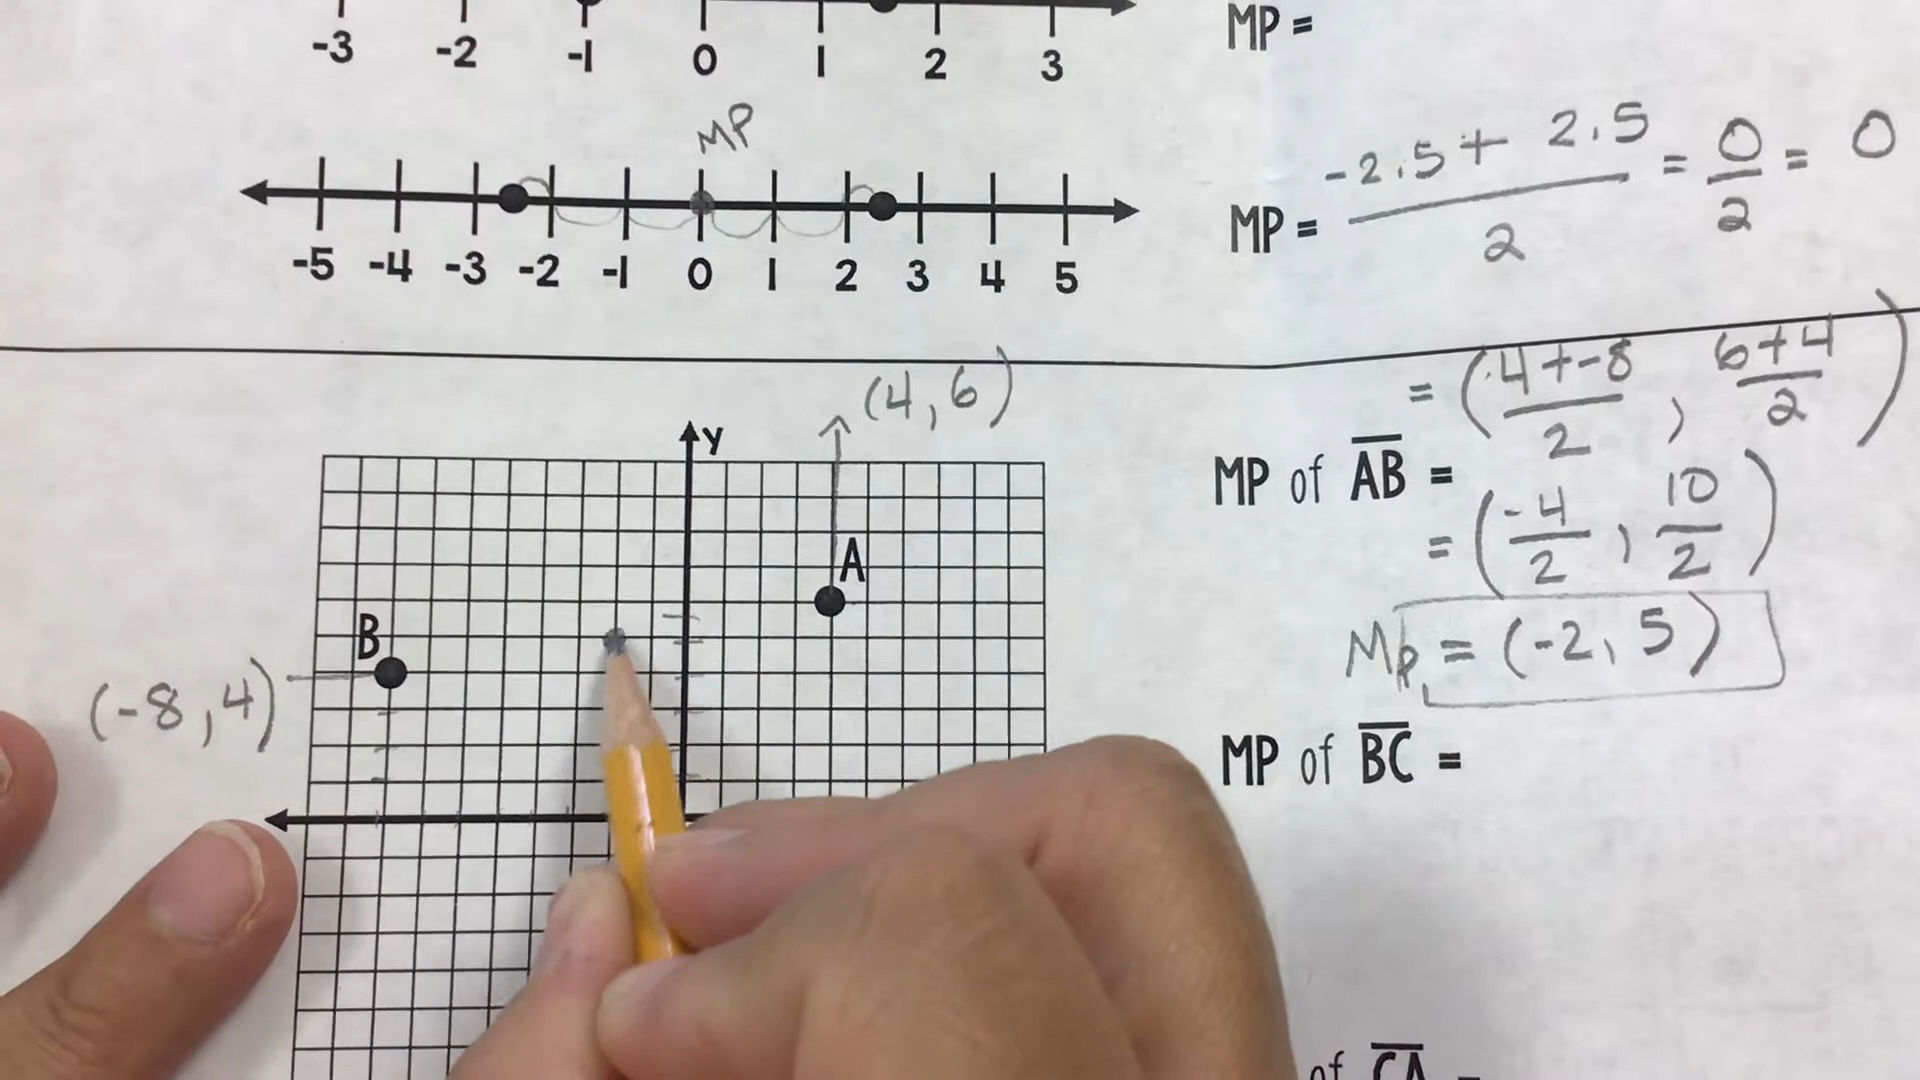 -3 -2 -1 0 1 2 3
MP =
MP
-5 -4 -3 -2 -1 0 1 2 3 4 5
MP = -2.5 + 2.5 / 2 = 0/2 = 0
(4, 6)
y
A
B
(-8, 4)
= (4 + -8 / 2, 6 + 4 / 2)
MP of AB =
= (-4/2, 10/2)
Mp = (-2, 5)
MP of BC =
of CA =